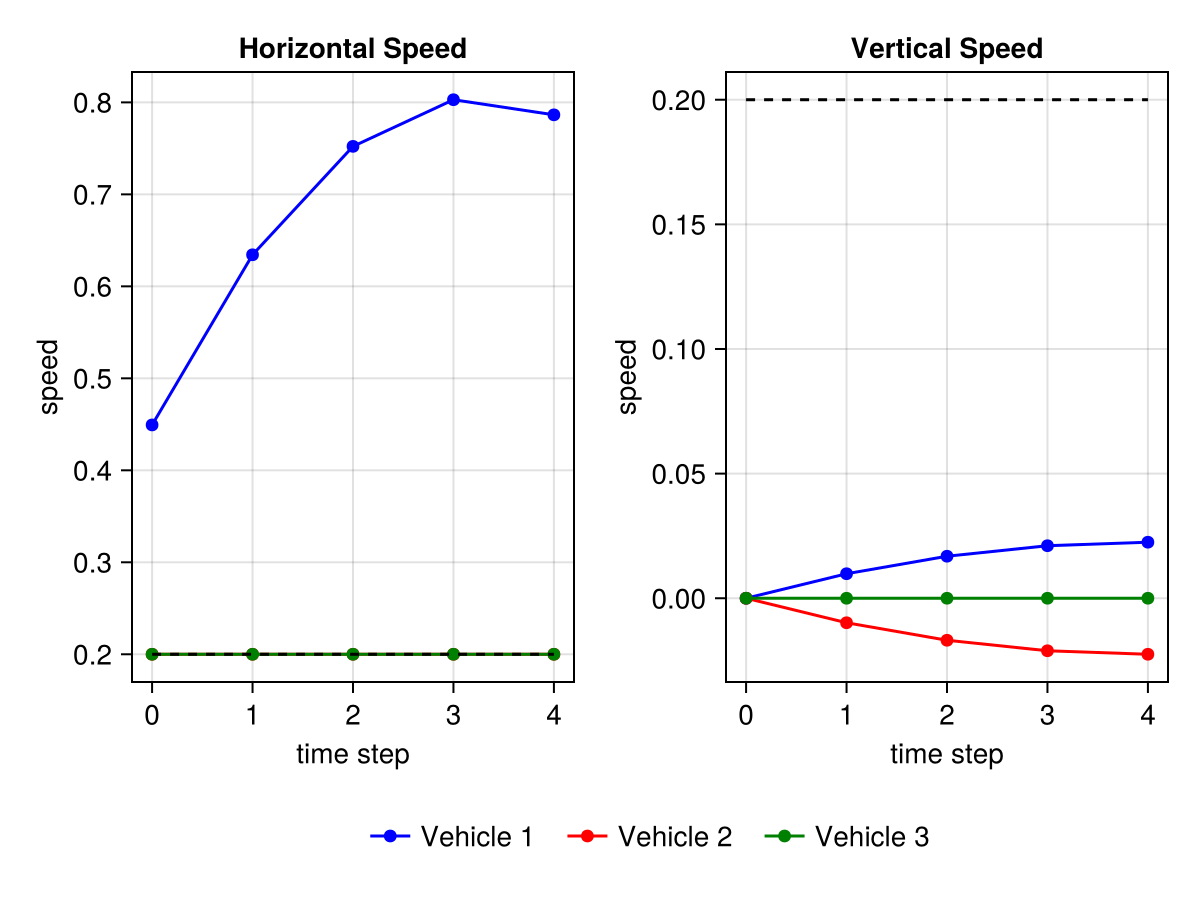 Horizontal Speed
0.8
0.7
0.6
0.5
0.4
0.3
0.2
speed
0 1 2 3 4
time step
Vertical Speed
0.20
0.15
0.10
0.05
0.00
speed
0 1 2 3 4
time step
Vehicle 1 Vehicle 2 Vehicle 3